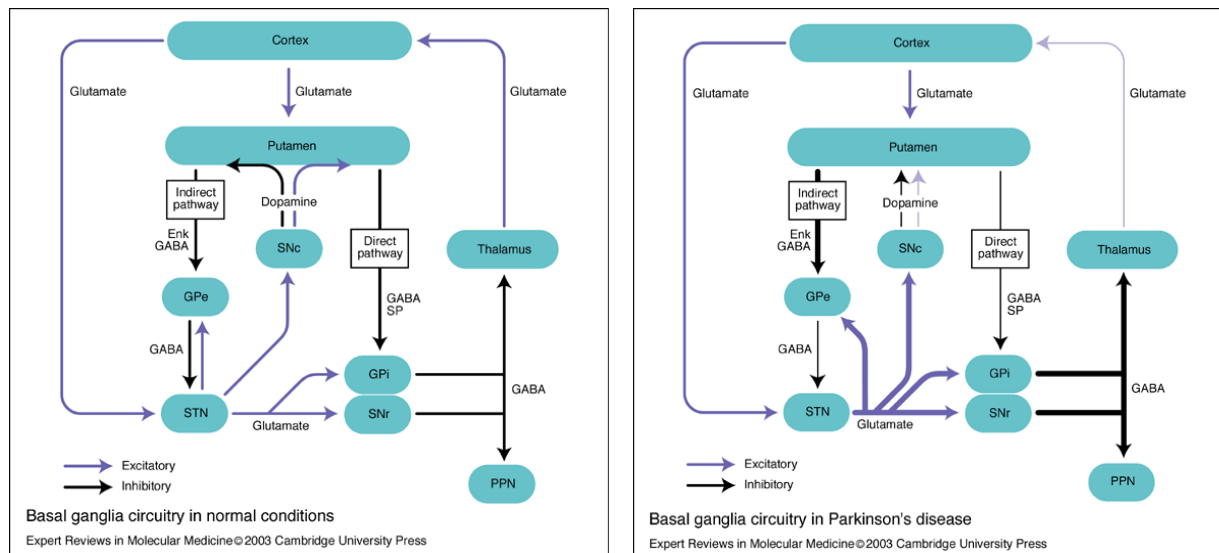 Cortex
Glutamate
Glutamate
Glutamate
Putamen
Indirect
pathway
Dopamine
Enk
GABA
SNc
Direct
pathway
Thalamus
GPe
GABA
SP
GABA
GPi
GABA
STN
SNr
Glutamate
Excitatory
Inhibitory
PPN
Basal ganglia circuitry in normal conditions
Expert Reviews in Molecular Medicine©2003 Cambridge University Press
Cortex
Glutamate
Glutamate
Glutamate
Putamen
Indirect
pathway
Dopamine
Enk
GABA
SNc
Direct
pathway
Thalamus
GPe
GABA
SP
GABA
GPi
GABA
STN
SNr
Glutamate
Excitatory
Inhibitory
PPN
Basal ganglia circuitry in Parkinson's disease
Expert Reviews in Molecular Medicine©2003 Cambridge University Press